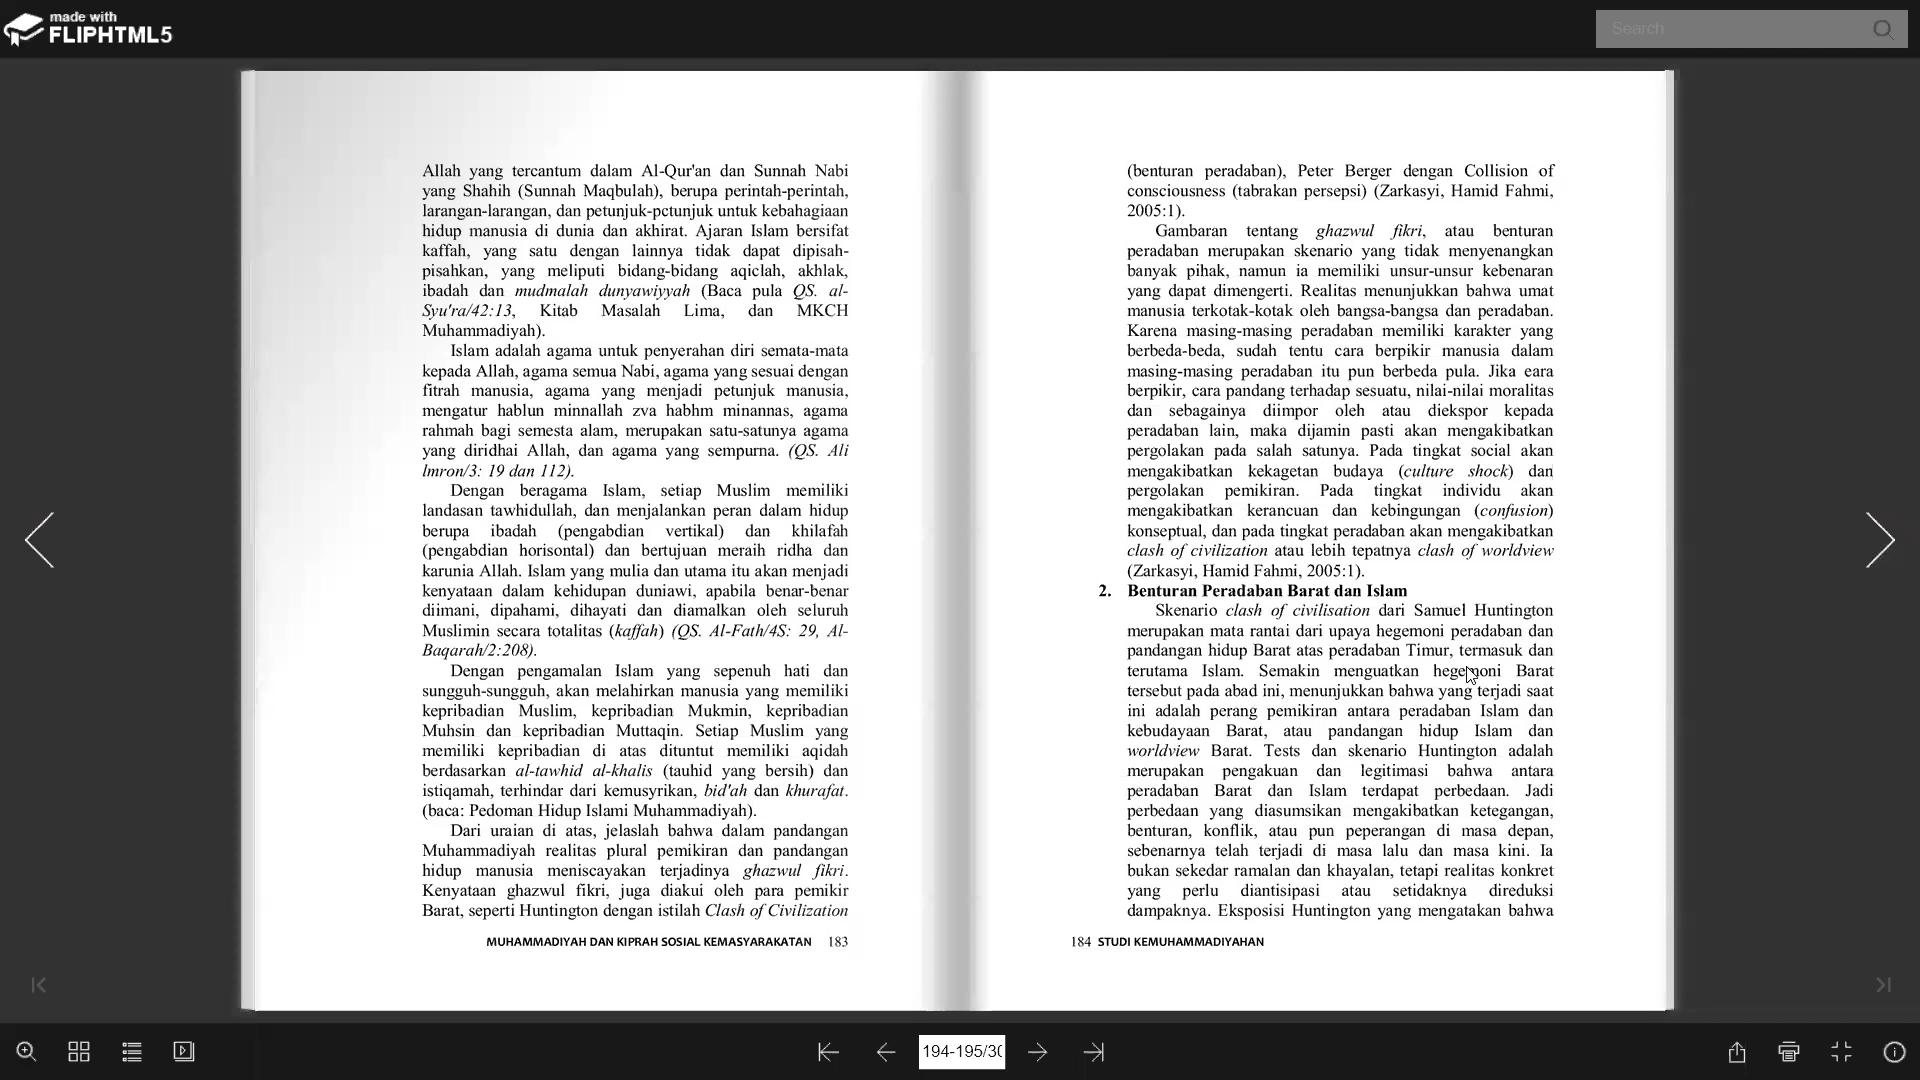 made with
FLIPHTML5
Search
Allah yang tercantum dalam Al-Qur'an dan Sunnah Nabi
yang Shahih (Sunnah Maqbulah), berupa perintah-perintah,
larangan-larangan, dan petunjuk-pctunjuk untuk kebahagiaan
hidup manusia di dunia dan akhirat. Ajaran Islam bersifat
kaffah, yang satu dengan lainnya tidak dapat dipisah-
pisahkan, yang meliputi bidang-bidang aqiclah, akhlak,
ibadah dan mudmalah dunyawiyyah (Baca pula QS. al-
Syu'ra/42:13, Kitab Masalah Lima, dan MKCH
Muhammadiyah).
Islam adalah agama untuk penyerahan diri semata-mata
kepada Allah, agama semua Nabi, agama yang sesuai dengan
fitrah manusia, agama yang menjadi petunjuk manusia,
mengatur hablun minnallah zva habhm minannas, agama
rahmah bagi semesta alam, merupakan satu-satunya agama
yang diridhai Allah, dan agama yang sempurna. (QS. Ali
lmron/3: 19 dan 112).
Dengan beragama Islam, setiap Muslim memiliki
landasan tawhidullah, dan menjalankan peran dalam hidup
berupa ibadah (pengabdian vertikal) dan khilafah
(pengabdian horisontal) dan bertujuan meraih ridha dan
karunia Allah. Islam yang mulia dan utama itu akan menjadi
kenyataan dalam kehidupan duniawi, apabila benar-benar
diimani, dipahami, dihayati dan diamalkan oleh seluruh
Muslimin secara totalitas (kaffah) (QS. Al-Fath/4S: 29, Al-
Baqarah/2:208).
Dengan pengamalan Islam yang sepenuh hati dan
sungguh-sungguh, akan melahirkan manusia yang memiliki
kepribadian Muslim, kepribadian Mukmin, kepribadian
Muhsin dan kepribadian Muttaqin. Setiap Muslim yang
memiliki kepribadian di atas dituntut memiliki aqidah
berdasarkan al-tawhid al-khalis (tauhid yang bersih) dan
istiqamah, terhindar dari kemusyrikan, bid'ah dan khurafat.
(baca: Pedoman Hidup Islami Muhammadiyah).
Dari uraian di atas, jelaslah bahwa dalam pandangan
Muhammadiyah realitas plural pemikiran dan pandangan
hidup manusia meniscayakan terjadinya ghazwul fikri.
Kenyataan ghazwul fikri, juga diakui oleh para pemikir
Barat, seperti Huntington dengan istilah Clash of Civilization
MUHAMMADIYAH DAN KIPRAH SOSIAL KEMASYARAKATAN 183
(benturan peradaban), Peter Berger dengan Collision of
consciousness (tabrakan persepsi) (Zarkasyi, Hamid Fahmi,
2005:1).
Gambaran tentang ghazwul fikri, atau benturan
peradaban merupakan skenario yang tidak menyenangkan
banyak pihak, namun ia memiliki unsur-unsur kebenaran
yang dapat dimengerti. Realitas menunjukkan bahwa umat
manusia terkotak-kotak oleh bangsa-bangsa dan peradaban.
Karena masing-masing peradaban memiliki karakter yang
berbeda-beda, sudah tentu cara berpikir manusia dalam
masing-masing peradaban itu pun berbeda pula. Jika eara
berpikir, cara pandang terhadap sesuatu, nilai-nilai moralitas
dan sebagainya diimpor oleh atau diekspor kepada
peradaban lain, maka dijamin pasti akan mengakibatkan
pergolakan pada salah satunya. Pada tingkat social akan
mengakibatkan kekagetan budaya (culture shock) dan
pergolakan pemikiran. Pada tingkat individu akan
mengakibatkan kerancuan dan kebingungan (confusion)
konseptual, dan pada tingkat peradaban akan mengakibatkan
clash of civilization atau lebih tepatnya clash of worldview
(Zarkasyi, Hamid Fahmi, 2005:1).
2. Benturan Peradaban Barat dan Islam
Skenario clash of civilisation dari Samuel Huntington
merupakan mata rantai dari upaya hegemoni peradaban dan
pandangan hidup Barat atas peradaban Timur, termasuk dan
terutama Islam. Semakin menguatkan hegemoni Barat
tersebut pada abad ini, menunjukkan bahwa yang terjadi saat
ini adalah perang pemikiran antara peradaban Islam dan
kebudayaan Barat, atau pandangan hidup Islam dan
worldview Barat. Tests dan skenario Huntington adalah
merupakan pengakuan dan legitimasi bahwa antara
peradaban Barat dan Islam terdapat perbedaan. Jadi
perbedaan yang diasumsikan mengakibatkan ketegangan,
benturan, konflik, atau pun peperangan di masa depan,
sebenarnya telah terjadi di masa lalu dan masa kini. Ia
bukan sekedar ramalan dan khayalan, tetapi realitas konkret
yang perlu diantisipasi atau setidaknya direduksi
dampaknya. Eksposisi Huntington yang mengatakan bahwa
184 STUDI KEMUHAMMADIYAHAN
194-195/30